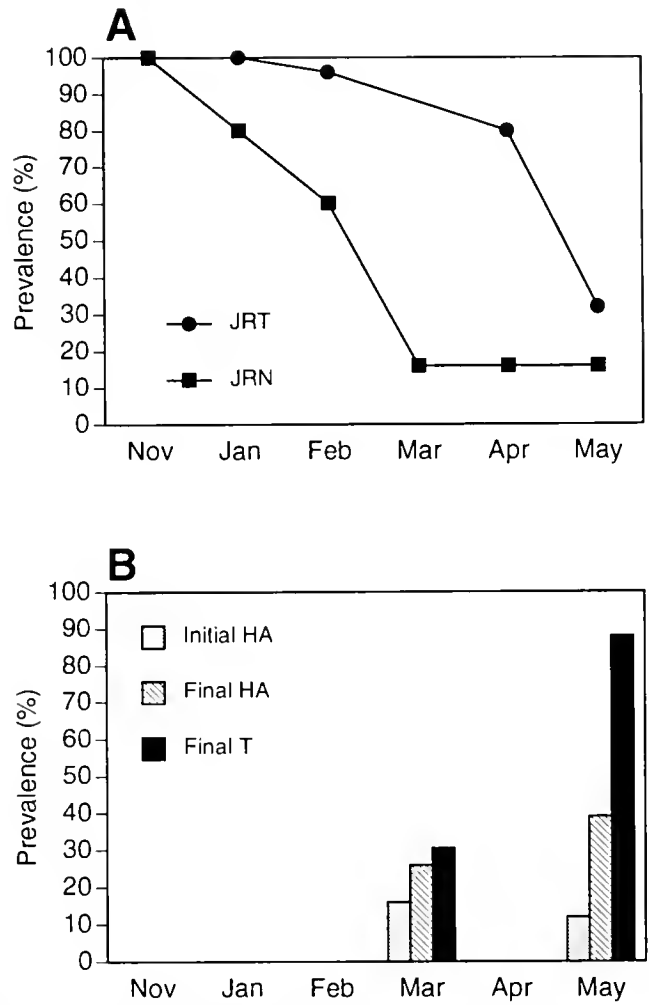 A
Prevalence (%)
100
90
80
70
60
50
40
30
20
10
0
JRT
JRN
Nov Jan Feb Mar Apr May
B
Prevalence (%)
100
90
80
70
60
50
40
30
20
10
0
Initial HA
Final HA
Final T
Nov Jan Feb Mar Apr May